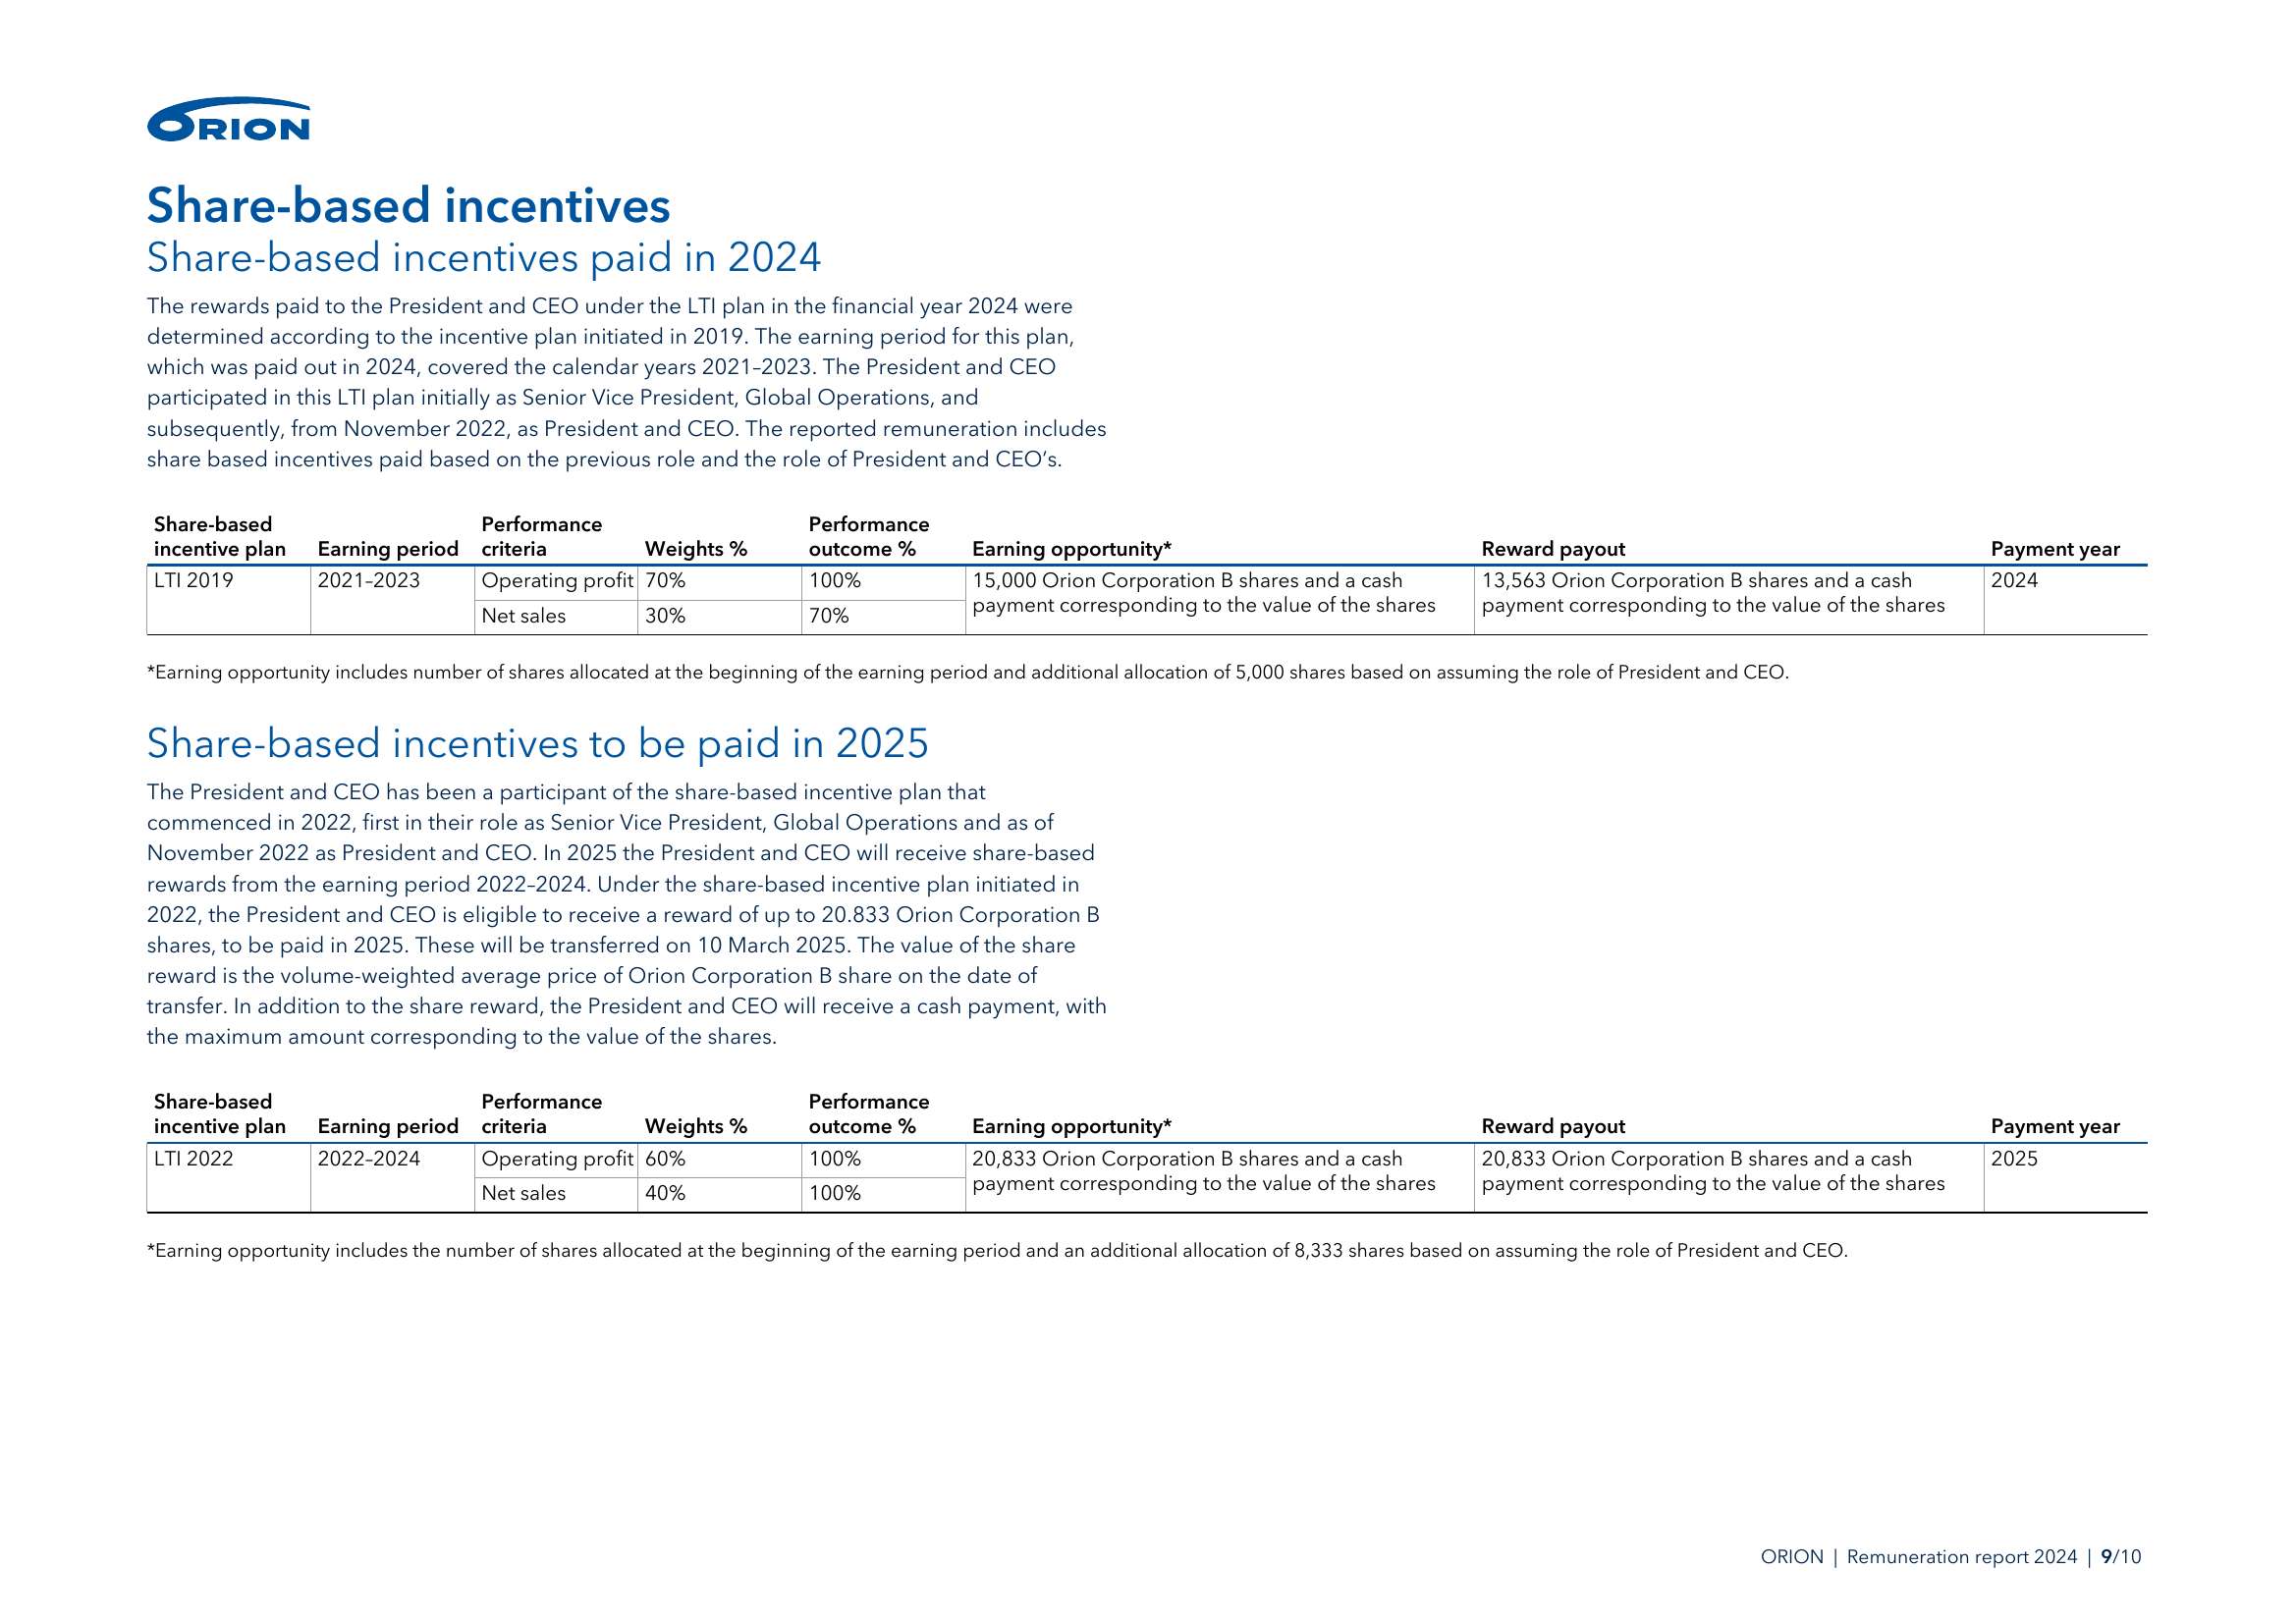 ORION
Share-based incentives
Share-based incentives paid in 2024
The rewards paid to the President and CEO under the LTI plan in the financial year 2024 were
determined according to the incentive plan initiated in 2019. The earning period for this plan,
which was paid out in 2024, covered the calendar years 2021–2023. The President and CEO
participated in this LTI plan initially as Senior Vice President, Global Operations, and
subsequently, from November 2022, as President and CEO. The reported remuneration includes
share based incentives paid based on the previous role and the role of President and CEO’s.
Share-based incentive plan Earning period Performance criteria Weights % Performance outcome % Earning opportunity* Reward payout Payment year
LTI 2019 2021–2023 Operating profit 70% 100% 15,000 Orion Corporation B shares and a cash 13,563 Orion Corporation B shares and a cash 2024
payment corresponding to the value of the shares payment corresponding to the value of the shares
Net sales 30% 70%
*Earning opportunity includes number of shares allocated at the beginning of the earning period and additional allocation of 5,000 shares based on assuming the role of President and CEO.
Share-based incentives to be paid in 2025
The President and CEO has been a participant of the share-based incentive plan that
commenced in 2022, first in their role as Senior Vice President, Global Operations and as of
November 2022 as President and CEO. In 2025 the President and CEO will receive share-based
rewards from the earning period 2022–2024. Under the share-based incentive plan initiated in
2022, the President and CEO is eligible to receive a reward of up to 20.833 Orion Corporation B
shares, to be paid in 2025. These will be transferred on 10 March 2025. The value of the share
reward is the volume-weighted average price of Orion Corporation B share on the date of
transfer. In addition to the share reward, the President and CEO will receive a cash payment, with
the maximum amount corresponding to the value of the shares.
Share-based incentive plan Earning period Performance criteria Weights % Performance outcome % Earning opportunity* Reward payout Payment year
LTI 2022 2022–2024 Operating profit 60% 100% 20,833 Orion Corporation B shares and a cash 20,833 Orion Corporation B shares and a cash 2025
payment corresponding to the value of the shares payment corresponding to the value of the shares
Net sales 40% 100%
*Earning opportunity includes the number of shares allocated at the beginning of the earning period and an additional allocation of 8,333 shares based on assuming the role of President and CEO.
ORION | Remuneration report 2024 | 9/10